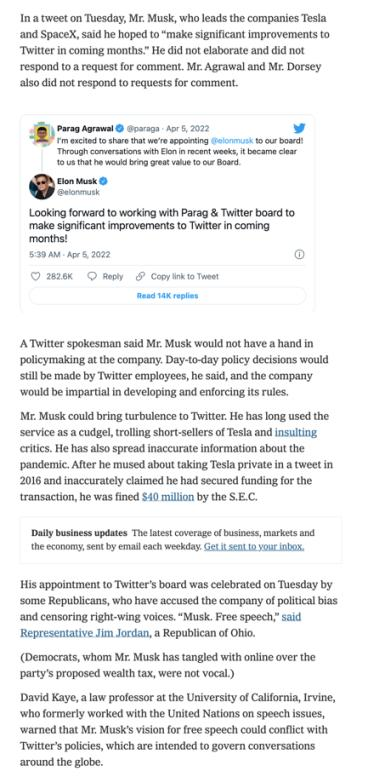 In a tweet on Tuesday, Mr. Musk, who leads the companies Tesla
and SpaceX, said he hoped to “make significant improvements to
Twitter in coming months.” He did not elaborate and did not
respond to a request for comment. Mr. Agrawal and Mr. Dorsey
also did not respond to requests for comment.
Parag Agrawal @paraga · Apr 5, 2022
I'm excited to share that we're appointing @elonmusk to our board!
Through conversations with Elon in recent weeks, it became clear
to us that he would bring great value to our Board.
Elon Musk
@elonmusk
Looking forward to working with Parag & Twitter board to
make significant improvements to Twitter in coming
months!
5:39 AM · Apr 5, 2022
282.6K Reply Copy link to Tweet
Read 14K replies
A Twitter spokesman said Mr. Musk would not have a hand in
policymaking at the company. Day-to-day policy decisions would
still be made by Twitter employees, he said, and the company
would be impartial in developing and enforcing its rules.
Mr. Musk could bring turbulence to Twitter. He has long used the
service as a cudgel, trolling short-sellers of Tesla and insulting
critics. He has also spread inaccurate information about the
pandemic. After he mused about taking Tesla private in a tweet in
2016 and inaccurately claimed he had secured funding for the
transaction, he was fined $40 million by the S.E.C.
Daily business updates The latest coverage of business, markets and
the economy, sent by email each weekday. Get it sent to your inbox.
His appointment to Twitter’s board was celebrated on Tuesday by
some Republicans, who have accused the company of political bias
and censoring right-wing voices. “Musk. Free speech,” said
Representative Jim Jordan, a Republican of Ohio.
(Democrats, whom Mr. Musk has tangled with online over the
party’s proposed wealth tax, were not vocal.)
David Kaye, a law professor at the University of California, Irvine,
who formerly worked with the United Nations on speech issues,
warned that Mr. Musk’s vision for free speech could conflict with
Twitter’s policies, which are intended to govern conversations
around the globe.